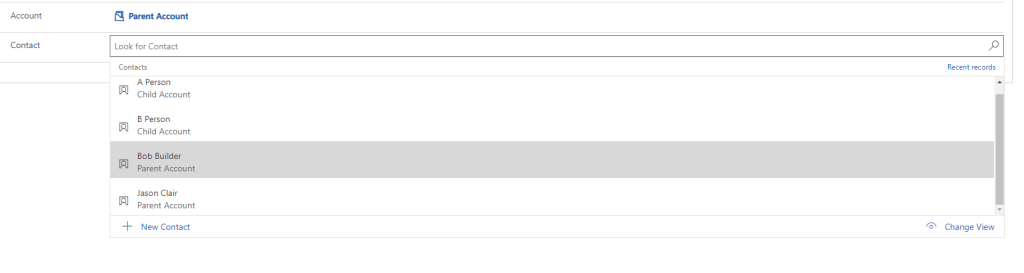 Account
Parent Account
Contact
Look for Contact
Contacts
Recent records
A Person
Child Account
B Person
Child Account
Bob Builder
Parent Account
Jason Clair
Parent Account
New Contact
Change View